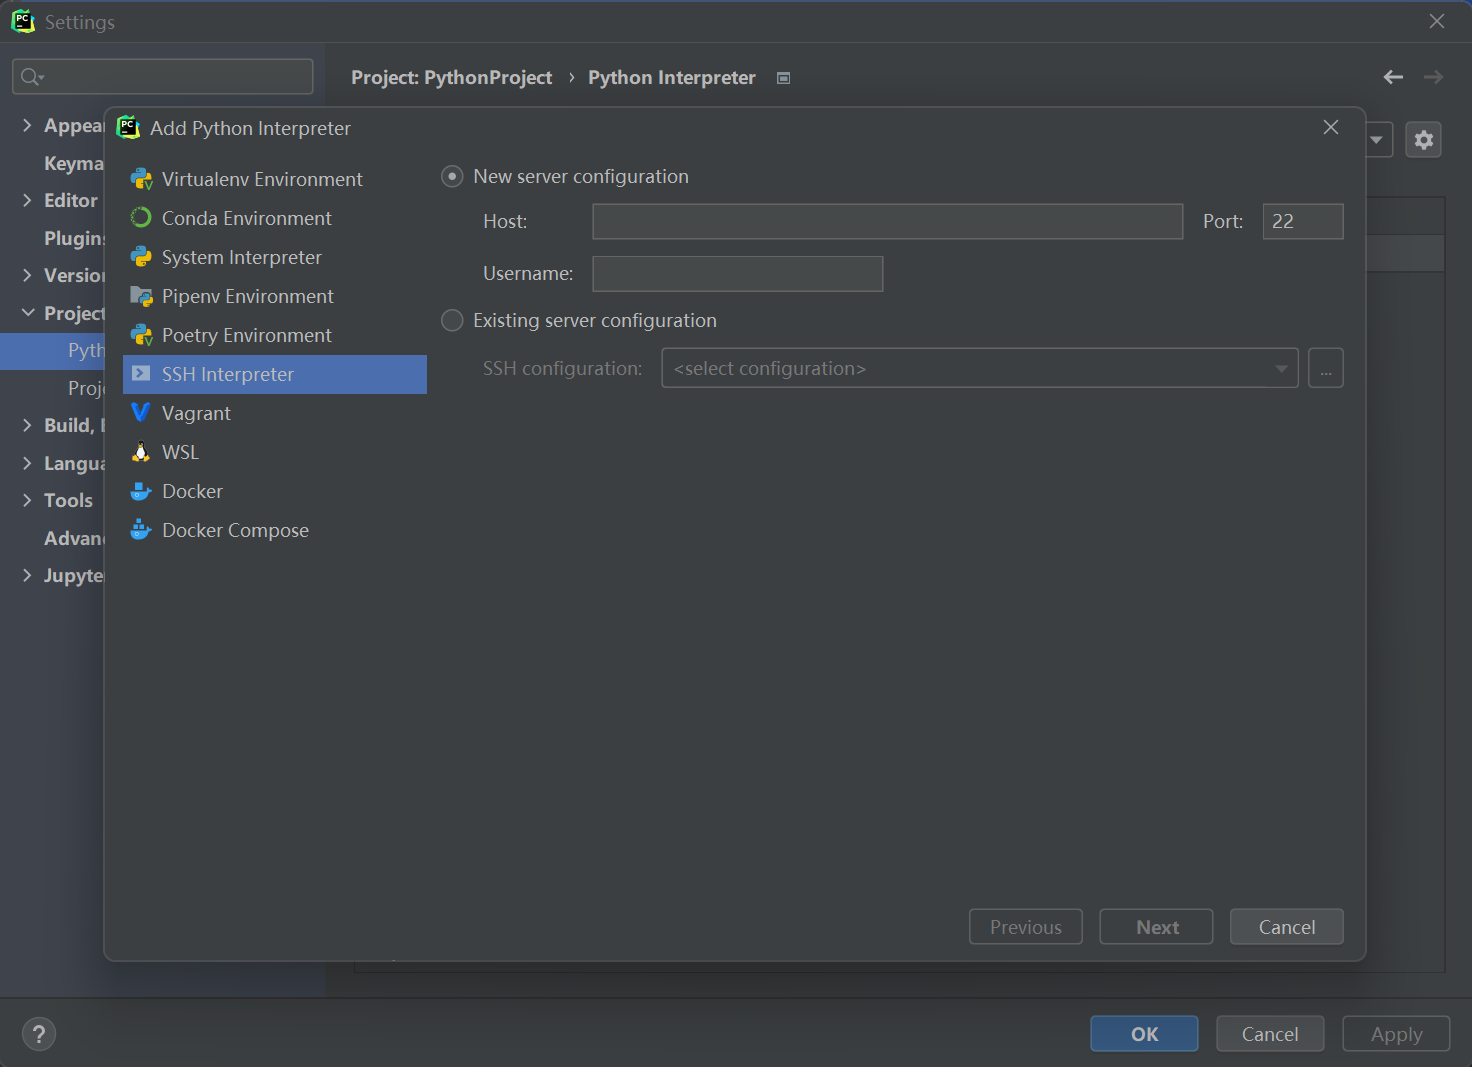 Settings
Project: PythonProject › Python Interpreter
Appea
Keyma
Editor
Plugins
Version
Project
Pyth
Proj
Build, E
Langua
Tools
Advan
Jupyte
Add Python Interpreter
Virtualenv Environment
Conda Environment
System Interpreter
Pipenv Environment
Poetry Environment
SSH Interpreter
Vagrant
WSL
Docker
Docker Compose
New server configuration
Host:
Port: 22
Username:
Existing server configuration
SSH configuration: <select configuration> ...
Previous Next Cancel
? OK Cancel Apply